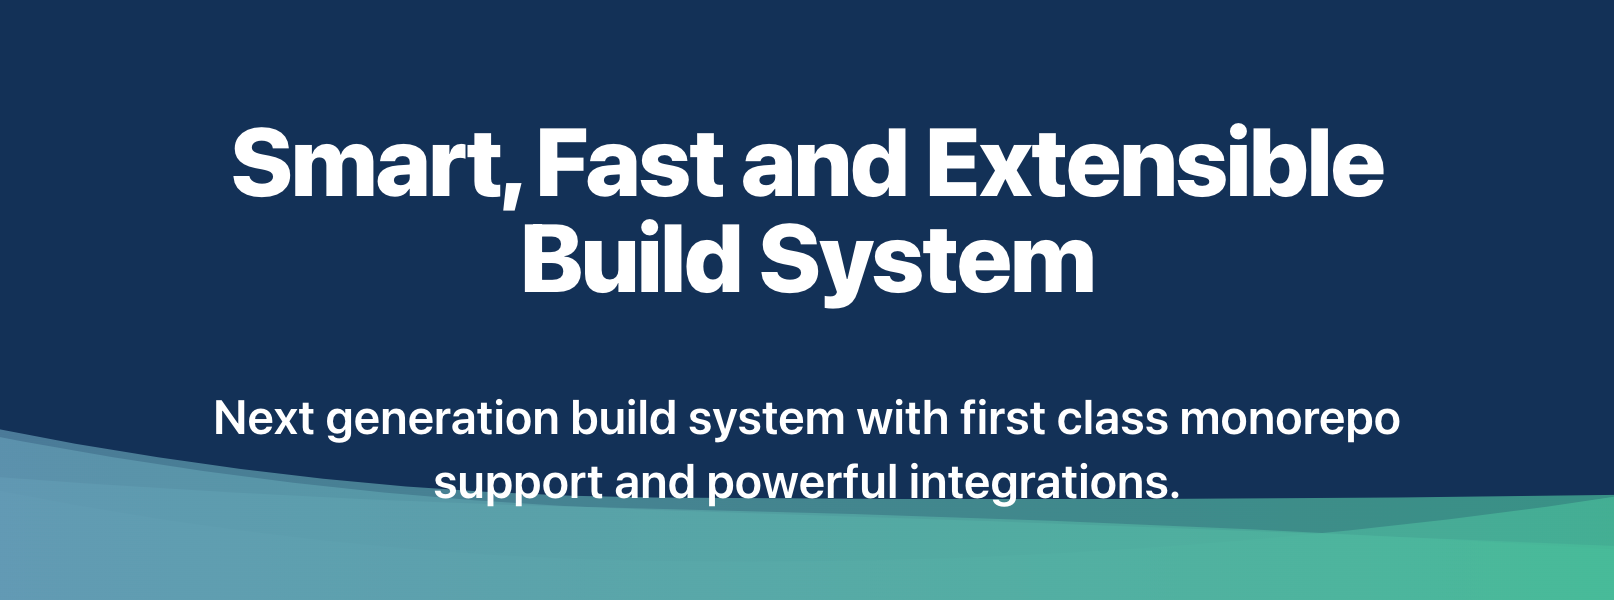 Smart, Fast and Extensible
Build System
Next generation build system with first class monorepo
support and powerful integrations.